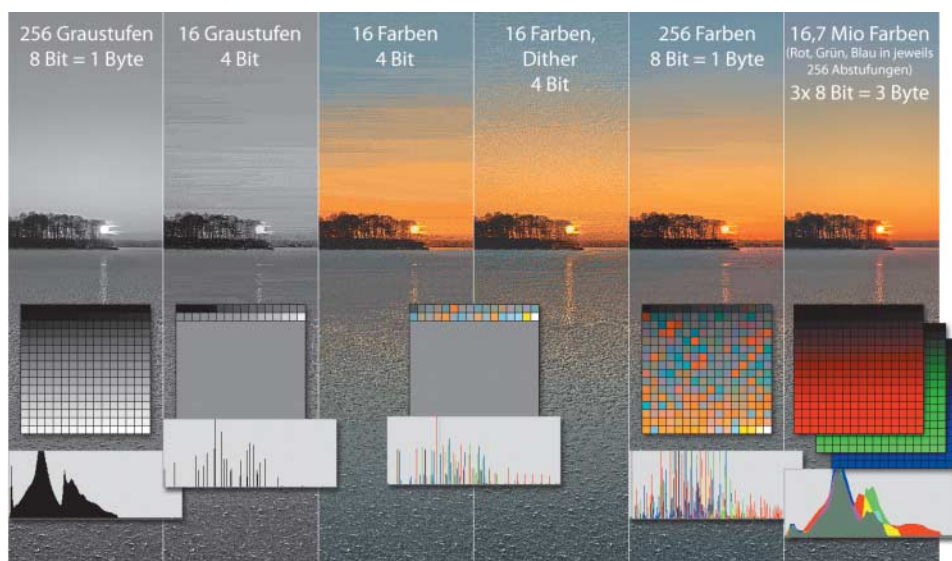 256 Graustufen
8 Bit = 1 Byte
16 Graustufen
4 Bit
16 Farben
4 Bit
16 Farben,
Dither
4 Bit
256 Farben
8 Bit = 1 Byte
16,7 Mio Farben
(Rot, Grün, Blau in jeweils
256 Abstufungen)
3x 8 Bit = 3 Byte